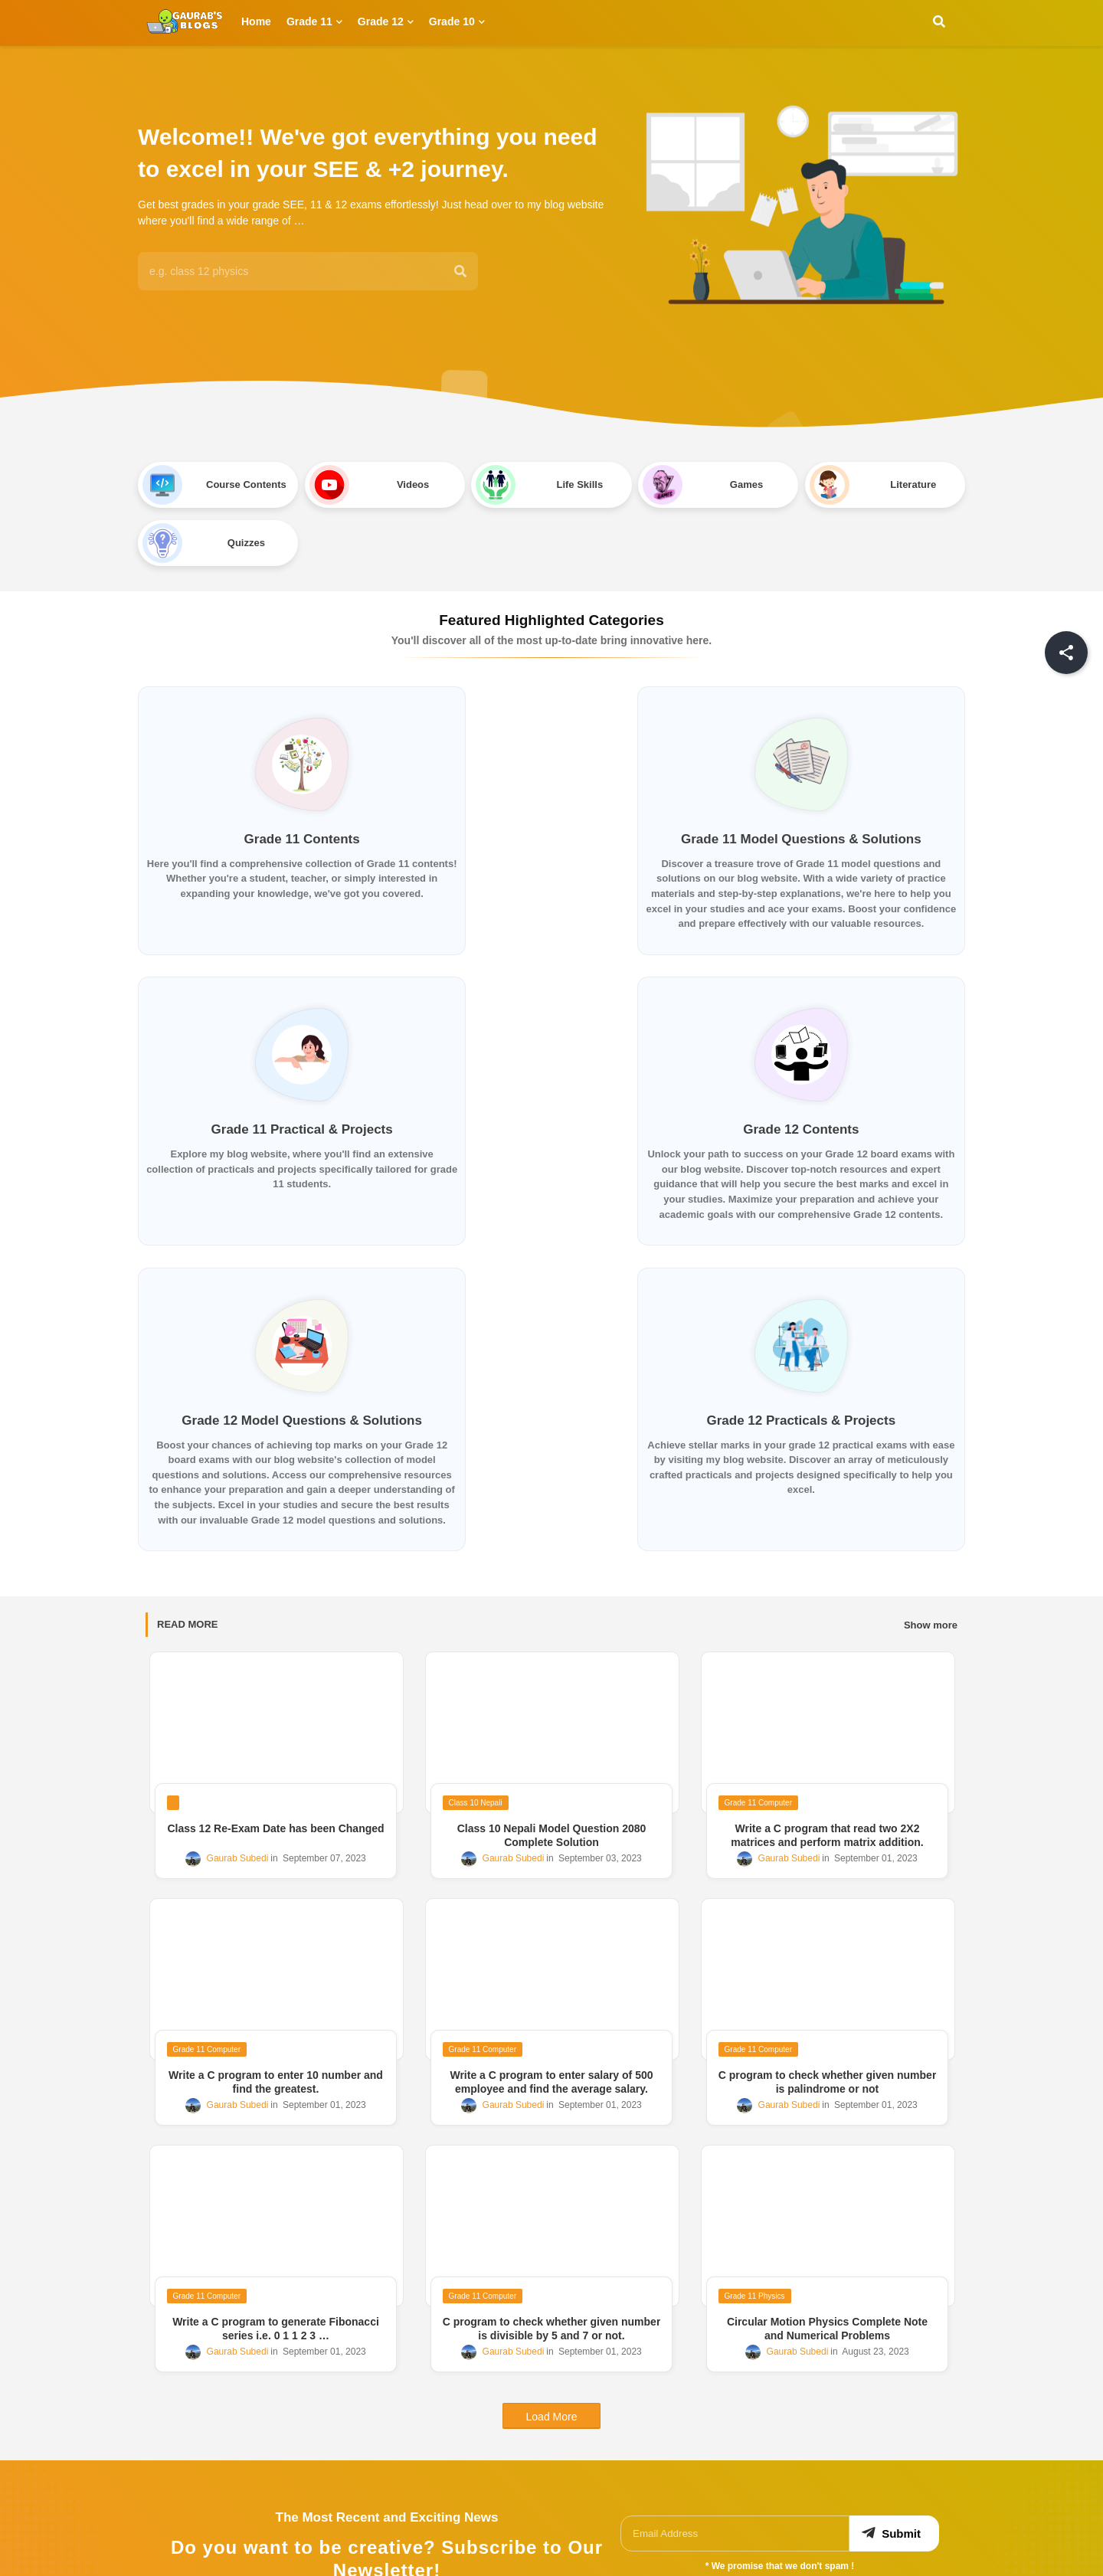 GAURAB'S
BLOGS
Home
Grade 11
Grade 12
Grade 10
Welcome!! We've got everything you need
to excel in your SEE & +2 journey.
Get best grades in your grade SEE, 11 & 12 exams effortlessly! Just head over to my blog website
where you'll find a wide range of …
e.g. class 12 physics
Course Contents
Videos
Life Skills
GAMES
Games
Literature
Quizzes
Featured Highlighted Categories
You'll discover all of the most up-to-date bring innovative here.
Grade 11 Contents
Here you'll find a comprehensive collection of Grade 11 contents!
Whether you're a student, teacher, or simply interested in
expanding your knowledge, we've got you covered.
Grade 11 Model Questions & Solutions
Discover a treasure trove of Grade 11 model questions and
solutions on our blog website. With a wide variety of practice
materials and step-by-step explanations, we're here to help you
excel in your studies and ace your exams. Boost your confidence
and prepare effectively with our valuable resources.
Grade 11 Practical & Projects
Explore my blog website, where you'll find an extensive
collection of practicals and projects specifically tailored for grade
11 students.
Grade 12 Contents
Unlock your path to success on your Grade 12 board exams with
our blog website. Discover top-notch resources and expert
guidance that will help you secure the best marks and excel in
your studies. Maximize your preparation and achieve your
academic goals with our comprehensive Grade 12 contents.
Grade 12 Model Questions & Solutions
Boost your chances of achieving top marks on your Grade 12
board exams with our blog website's collection of model
questions and solutions. Access our comprehensive resources
to enhance your preparation and gain a deeper understanding of
the subjects. Excel in your studies and secure the best results
with our invaluable Grade 12 model questions and solutions.
Grade 12 Practicals & Projects
Achieve stellar marks in your grade 12 practical exams with ease
by visiting my blog website. Discover an array of meticulously
crafted practicals and projects designed specifically to help you
excel.
READ MORE
Show more
Class 12 Re-Exam Date has been Changed
Gaurab Subedi in September 07, 2023
Class 10 Nepali
Class 10 Nepali Model Question 2080
Complete Solution
Gaurab Subedi in September 03, 2023
Grade 11 Computer
Write a C program that read two 2X2
matrices and perform matrix addition.
Gaurab Subedi in September 01, 2023
Grade 11 Computer
Write a C program to enter 10 number and
find the greatest.
Gaurab Subedi in September 01, 2023
Grade 11 Computer
Write a C program to enter salary of 500
employee and find the average salary.
Gaurab Subedi in September 01, 2023
Grade 11 Computer
C program to check whether given number
is palindrome or not
Gaurab Subedi in September 01, 2023
Grade 11 Computer
Write a C program to generate Fibonacci
series i.e. 0 1 1 2 3 …
Gaurab Subedi in September 01, 2023
Grade 11 Computer
C program to check whether given number
is divisible by 5 and 7 or not.
Gaurab Subedi in September 01, 2023
Grade 11 Physics
Circular Motion Physics Complete Note
and Numerical Problems
Gaurab Subedi in August 23, 2023
Load More
The Most Recent and Exciting News
Do you want to be creative? Subscribe to Our
Newsletter!
Email Address
Submit
* We promise that we don't spam !